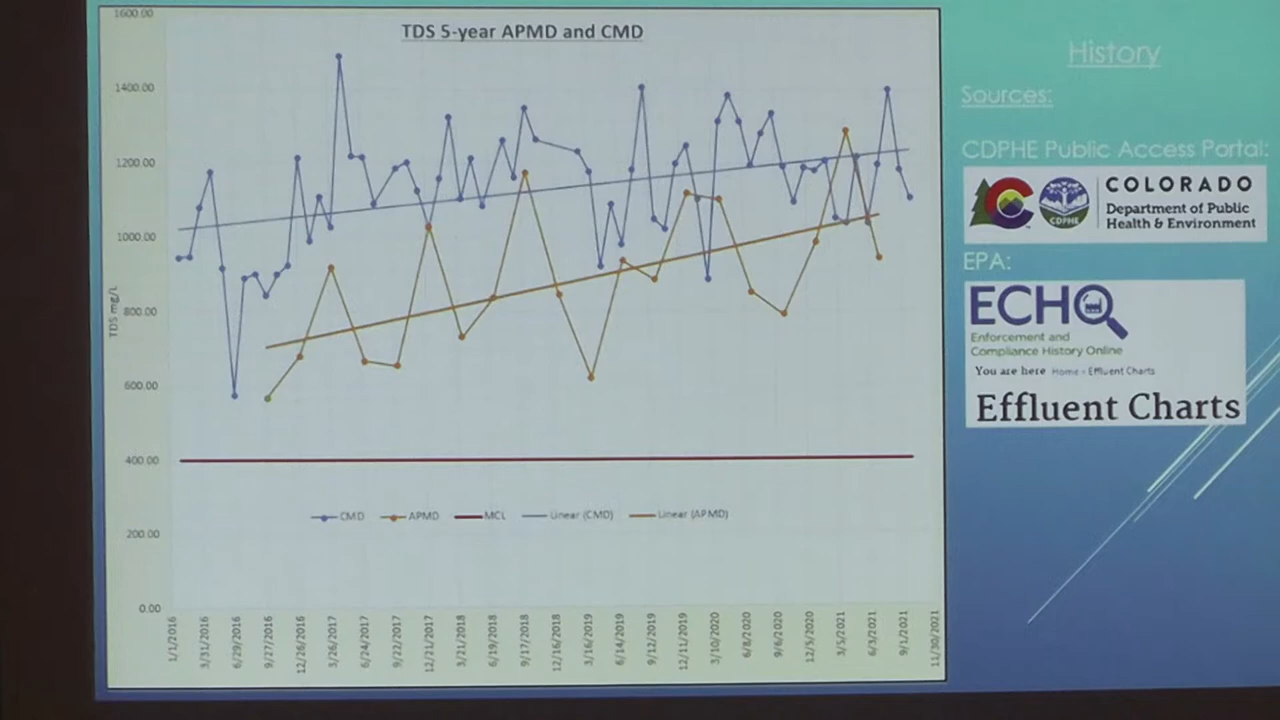 1600.00
TDS 5-year APMD and CMD
1400.00
1200.00
1000.00
800.00
600.00
400.00
200.00
0.00
TDS mg/L
CMD
APMD
MCL
Linear (CMD)
Linear (APMD)
1/1/2016
3/31/2016
6/29/2016
9/27/2016
12/26/2016
3/26/2017
6/24/2017
9/22/2017
12/21/2017
3/21/2018
6/19/2018
9/17/2018
12/16/2018
3/16/2019
6/14/2019
9/12/2019
12/11/2019
3/10/2020
6/8/2020
9/6/2020
12/5/2020
3/5/2021
6/3/2021
9/1/2021
11/30/2021
History
Sources:
CDPHE Public Access Portal:
CDPHE
COLORADO
Department of Public
Health & Environment
EPA:
ECHO
Enforcement and
Compliance History Online
You are here Home › Effluent Charts
Effluent Charts